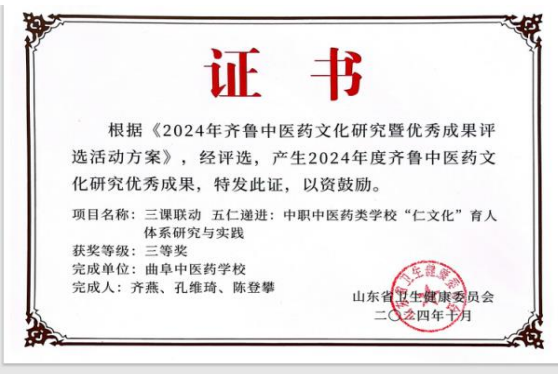 证书
根据《2024年齐鲁中医药文化研究暨优秀成果评
选活动方案》，经评选，产生2024年度齐鲁中医药文
化研究优秀成果，特发此证，以资鼓励。
项目名称：三课联动 五仁递进：中职中医药类学校“仁文化”育人
体系研究与实践
获奖等级：三等奖
完成单位：曲阜中医药学校
完成人：齐燕、孔维琦、陈登攀
山东省卫生健康委员会
二〇二四年十月